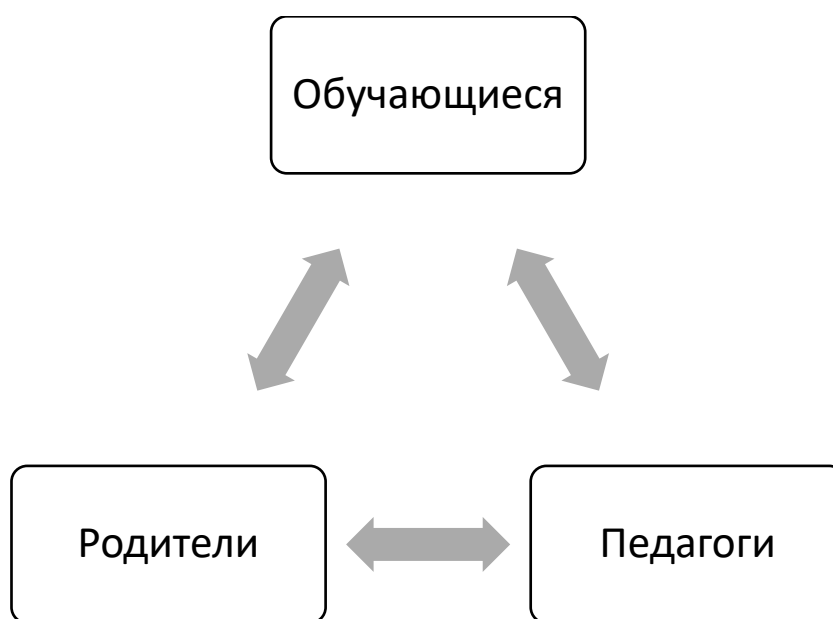 Обучающиеся
Родители
Педагоги